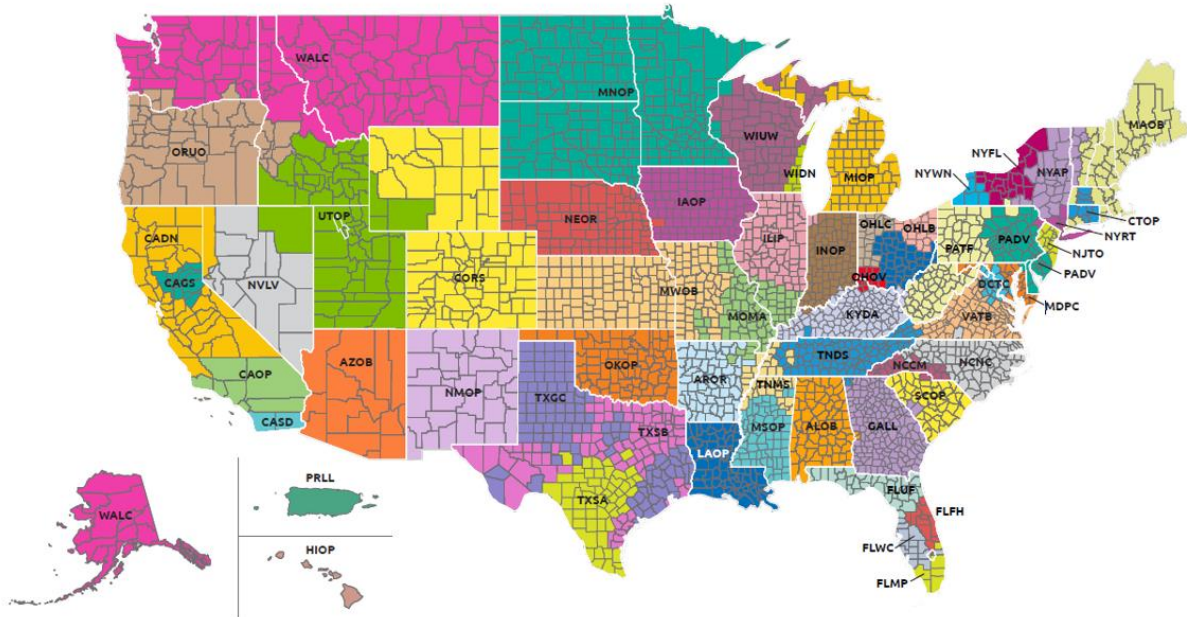 WALC
MNOP
MAOB
ORUO
WIUW
NYFL
NYAP
WIDN
MIOP
NYWN
UTOP
NEOR
IAOP
CTOP
CADN
ILIP
INOP
OHLC
OHLB
PATF
PADV
NYRT
NJTO
CAGS
NVLV
CORS
MWOB
OHOV
DCTC
PADV
MOMA
KYDA
VATB
MDPC
AZOB
OKOP
TNDS
NCCM
NCNC
CAOP
NMOP
TXGC
AROR
TNMS
SCOP
CASD
TXSB
MSOP
ALOB
GALL
LAOP
PRLL
FLUF
TXSA
FLFH
WALC
HIOP
FLWC
FLMP